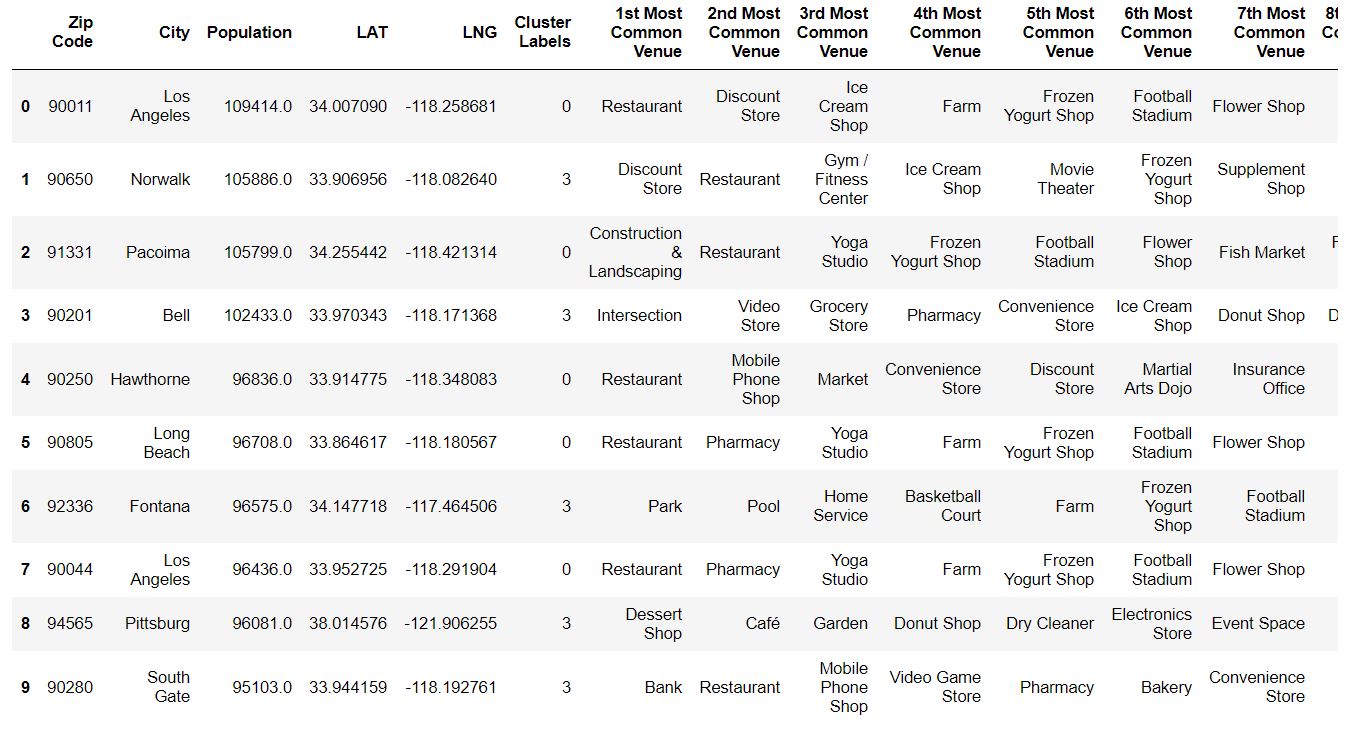 Zip Code City Population LAT LNG Cluster Labels 1st Most Common Venue 2nd Most Common Venue 3rd Most Common Venue 4th Most Common Venue 5th Most Common Venue 6th Most Common Venue 7th Most Common Venue
0 90011 Los Angeles 109414.0 34.007090 -118.258681 0 Restaurant Discount Store Ice Cream Shop Farm Frozen Yogurt Shop Football Stadium Flower Shop
1 90650 Norwalk 105886.0 33.906956 -118.082640 3 Discount Store Restaurant Gym / Fitness Center Ice Cream Shop Movie Theater Frozen Yogurt Shop Supplement Shop
2 91331 Pacoima 105799.0 34.255442 -118.421314 0 Construction & Landscaping Restaurant Yoga Studio Frozen Yogurt Shop Football Stadium Flower Shop Fish Market
3 90201 Bell 102433.0 33.970343 -118.171368 3 Intersection Video Store Grocery Store Pharmacy Convenience Store Ice Cream Shop Donut Shop
4 90250 Hawthorne 96836.0 33.914775 -118.348083 0 Restaurant Mobile Phone Shop Market Convenience Store Discount Store Martial Arts Dojo Insurance Office
5 90805 Long Beach 96708.0 33.864617 -118.180567 0 Restaurant Pharmacy Yoga Studio Farm Frozen Yogurt Shop Football Stadium Flower Shop
6 92336 Fontana 96575.0 34.147718 -117.464506 3 Park Pool Home Service Basketball Court Farm Frozen Yogurt Shop Football Stadium
7 90044 Los Angeles 96436.0 33.952725 -118.291904 0 Restaurant Pharmacy Yoga Studio Farm Frozen Yogurt Shop Football Stadium Flower Shop
8 94565 Pittsburg 96081.0 38.014576 -121.906255 3 Dessert Shop Café Garden Donut Shop Dry Cleaner Electronics Store Event Space
9 90280 South Gate 95103.0 33.944159 -118.192761 3 Bank Restaurant Mobile Phone Shop Video Game Store Pharmacy Bakery Convenience Store